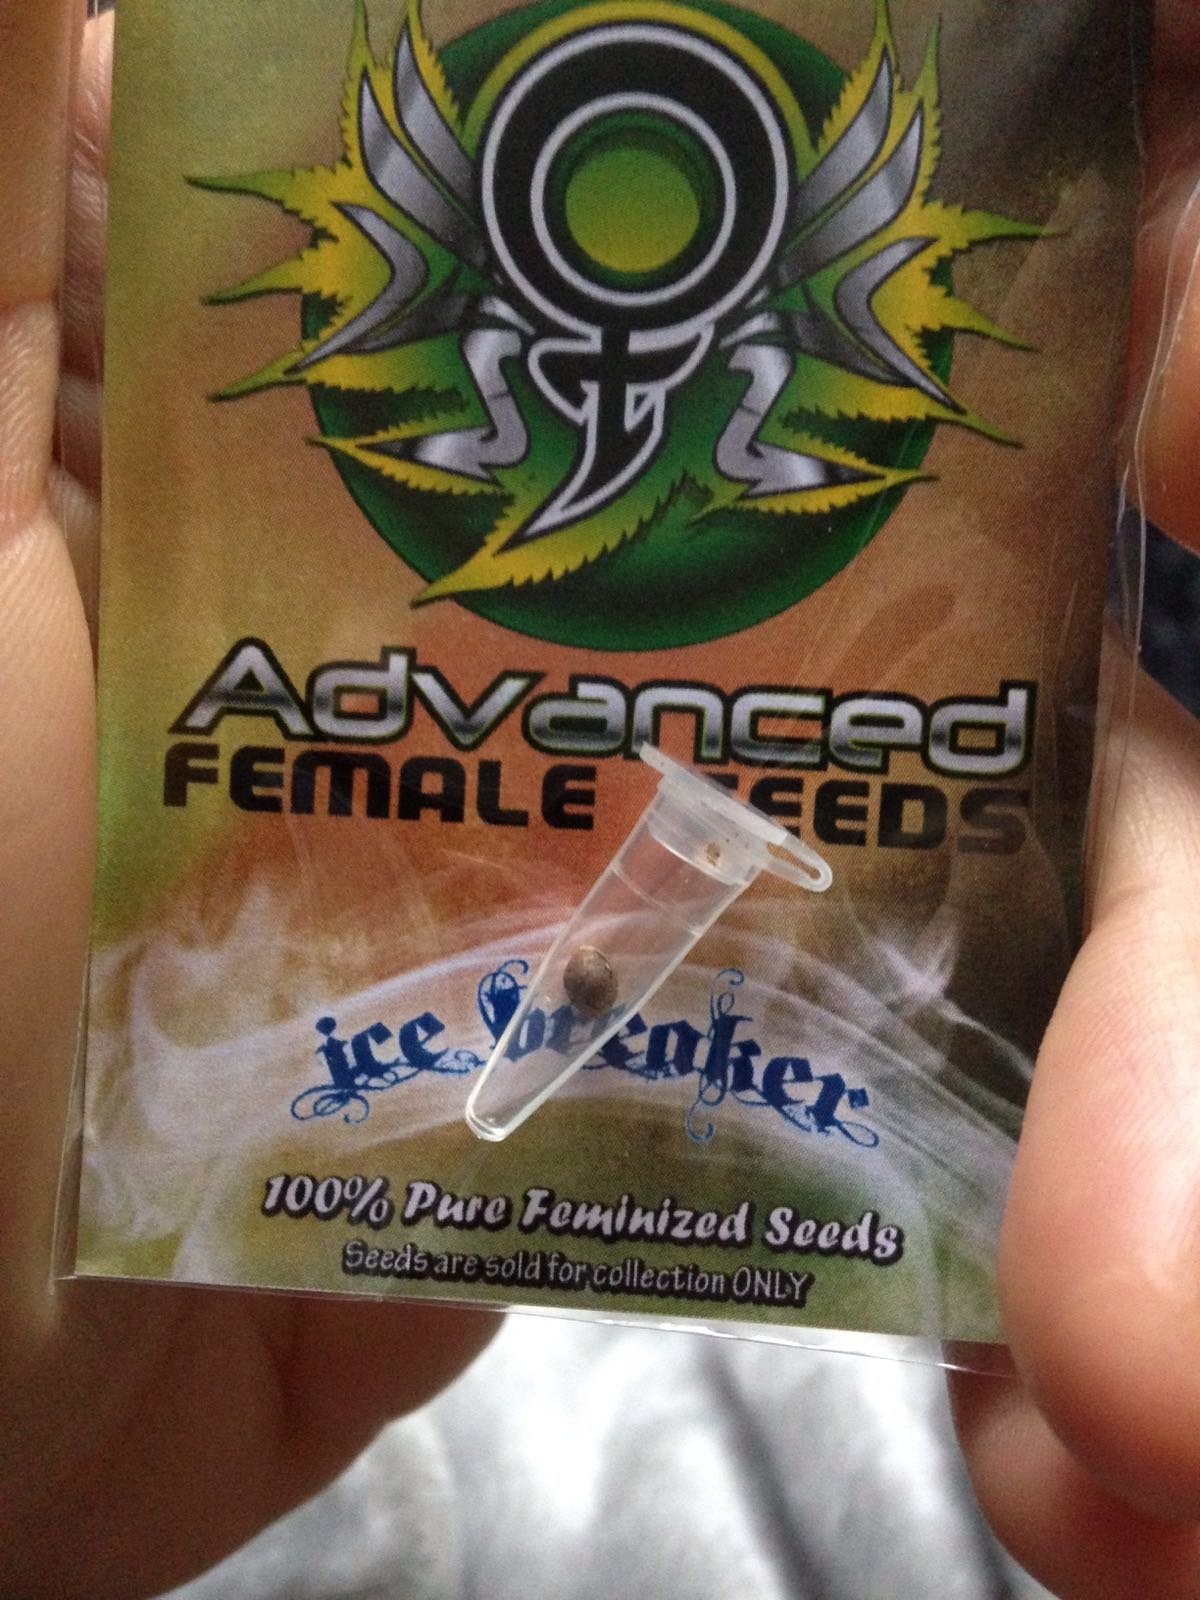 Advanced
FEMALE SEEDS
ice breaker
100% Pure Feminized Seeds
Seeds are sold for collection ONLY